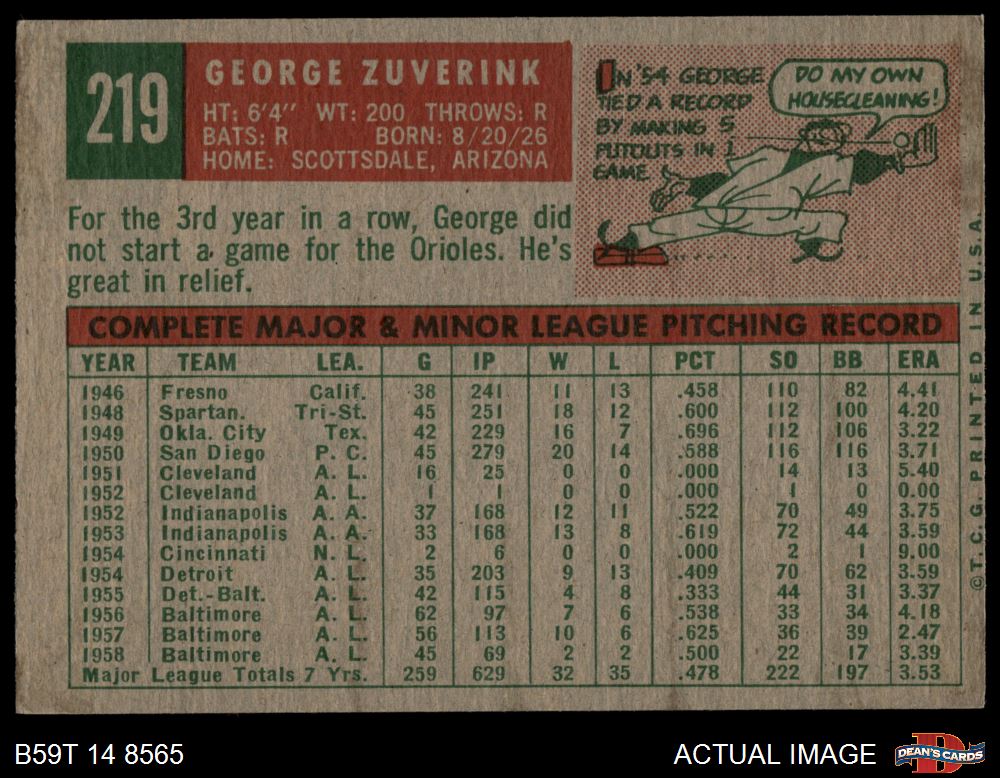 219
GEORGE ZUVERINK
HT: 6'4" WT: 200 THROWS: R
BATS: R BORN: 8/20/26
HOME: SCOTTSDALE, ARIZONA
IN '54 GEORGE
TIED A RECORD
BY MAKING 5
PUTOUTS IN 1
GAME
DO MY OWN
HOUSECLEANING!
For the 3rd year in a row, George did
not start a game for the Orioles. He's
great in relief.
COMPLETE MAJOR & MINOR LEAGUE PITCHING RECORD
YEAR TEAM LEA. G IP W L PCT SO BB ERA
1946 Fresno Calif. 38 241 11 13 .458 110 82 4.41
1948 Spartan. Tri-St. 45 251 18 12 .600 112 100 4.20
1949 Okla. City Tex. 42 229 16 7 .696 112 106 3.22
1950 San Diego P. C. 45 279 20 14 .588 116 116 3.71
1951 Cleveland A. L. 16 25 0 0 .000 14 13 5.40
1952 Cleveland A. L. 1 1 0 0 .000 1 0 0.00
1952 Indianapolis A. A. 37 168 12 11 .522 70 49 3.75
1953 Indianapolis A. A. 33 168 13 8 .619 72 44 3.59
1954 Cincinnati N. L. 2 6 0 0 .000 2 1 9.00
1954 Detroit A. L. 35 203 9 13 .409 70 62 3.59
1955 Det.-Balt. A. L. 42 115 4 8 .333 44 31 3.37
1956 Baltimore A. L. 62 97 7 6 .538 33 34 4.18
1957 Baltimore A. L. 56 113 10 6 .625 36 39 2.47
1958 Baltimore A. L. 45 69 2 2 .500 22 17 3.39
Major League Totals 7 Yrs. 259 629 32 35 .478 222 197 3.53
©T.C.G. PRINTED IN U.S.A.
B59T 14 8565
ACTUAL IMAGE
DEAN'S CARDS